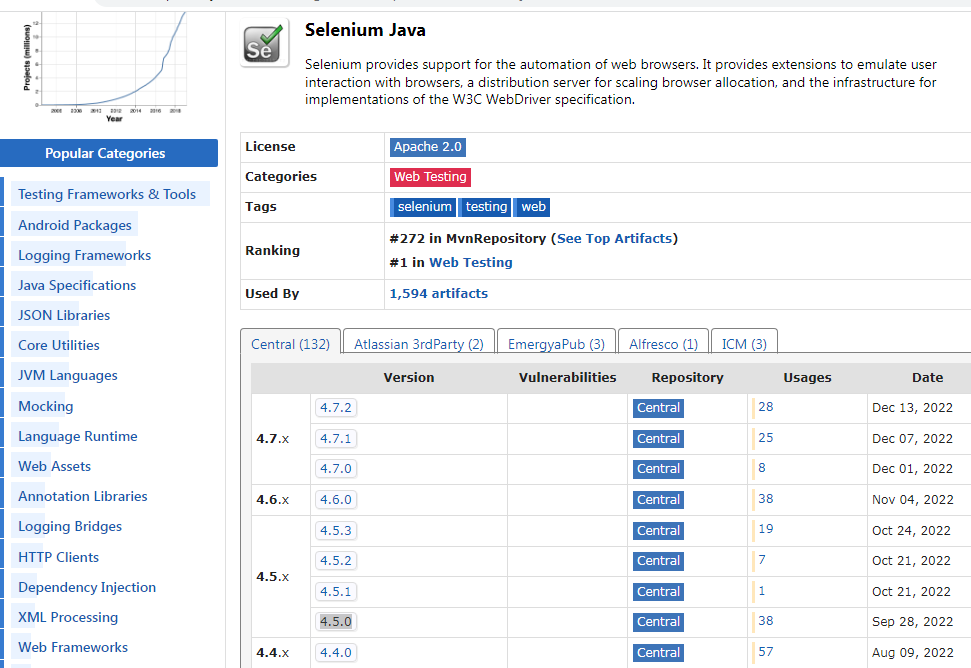 Projects (millions)
12
10
8
6
4
2
0
2006 2008 2010 2012 2014 2016 2018
Year
Popular Categories
Testing Frameworks & Tools
Android Packages
Logging Frameworks
Java Specifications
JSON Libraries
Core Utilities
JVM Languages
Mocking
Language Runtime
Web Assets
Annotation Libraries
Logging Bridges
HTTP Clients
Dependency Injection
XML Processing
Web Frameworks
Se
Selenium Java
Selenium provides support for the automation of web browsers. It provides extensions to emulate user
interaction with browsers, a distribution server for scaling browser allocation, and the infrastructure for
implementations of the W3C WebDriver specification.
License Apache 2.0
Categories Web Testing
Tags selenium testing web
Ranking
#272 in MvnRepository (See Top Artifacts)
#1 in Web Testing
Used By 1,594 artifacts
Central (132) Atlassian 3rdParty (2) EmergyaPub (3) Alfresco (1) ICM (3)
Version Vulnerabilities Repository Usages Date
4.7.x
4.7.2 Central 28 Dec 13, 2022
4.7.1 Central 25 Dec 07, 2022
4.7.0 Central 8 Dec 01, 2022
4.6.x 4.6.0 Central 38 Nov 04, 2022
4.5.x
4.5.3 Central 19 Oct 24, 2022
4.5.2 Central 7 Oct 21, 2022
4.5.1 Central 1 Oct 21, 2022
4.5.0 Central 38 Sep 28, 2022
4.4.x 4.4.0 Central 57 Aug 09, 2022